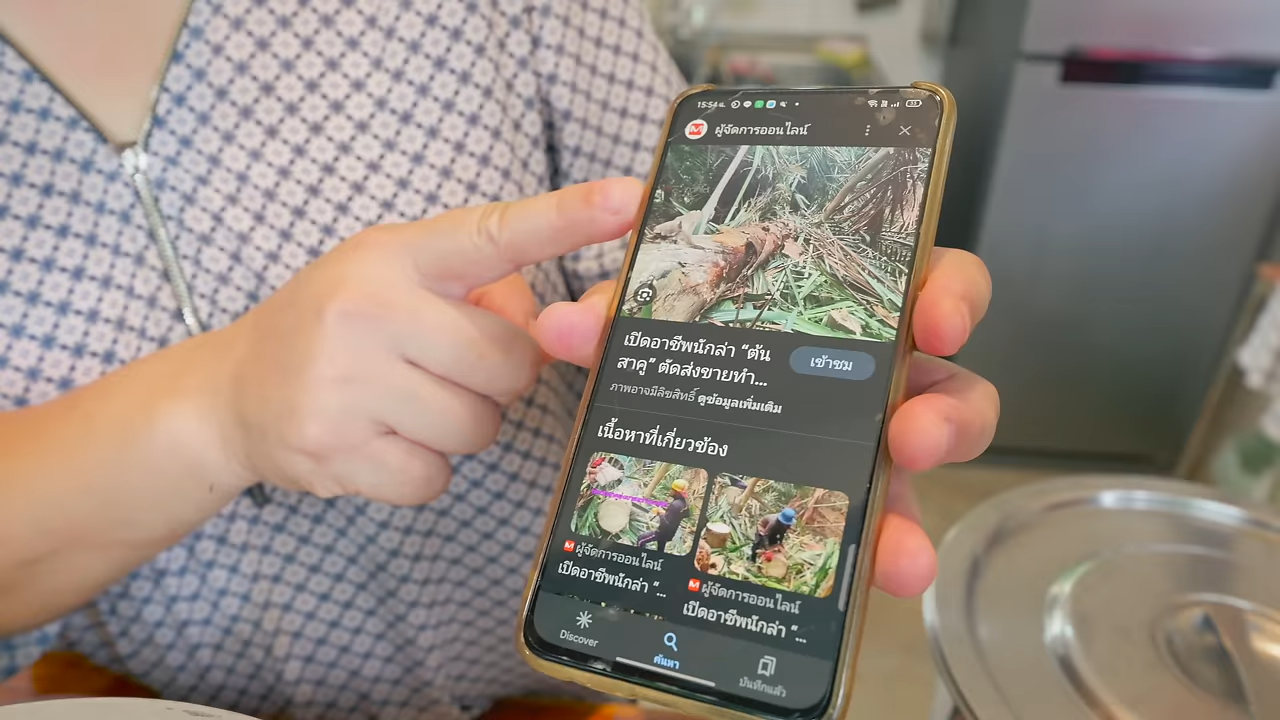 15:54 น.
53
ผู้จัดการออนไลน์
เปิดอาชีพนักล่า “ต้น
สาคู” ตัดส่งขายทำ...
เข้าชม
ภาพอาจมีลิขสิทธิ์ ดูข้อมูลเพิ่มเติม
เนื้อหาที่เกี่ยวข้อง
ผู้จัดการออนไลน์
เปิดอาชีพนักล่า “...
ผู้จัดการออนไลน์
เปิดอาชีพนักล่า “...
Discover
ค้นหา
บันทึกแล้ว